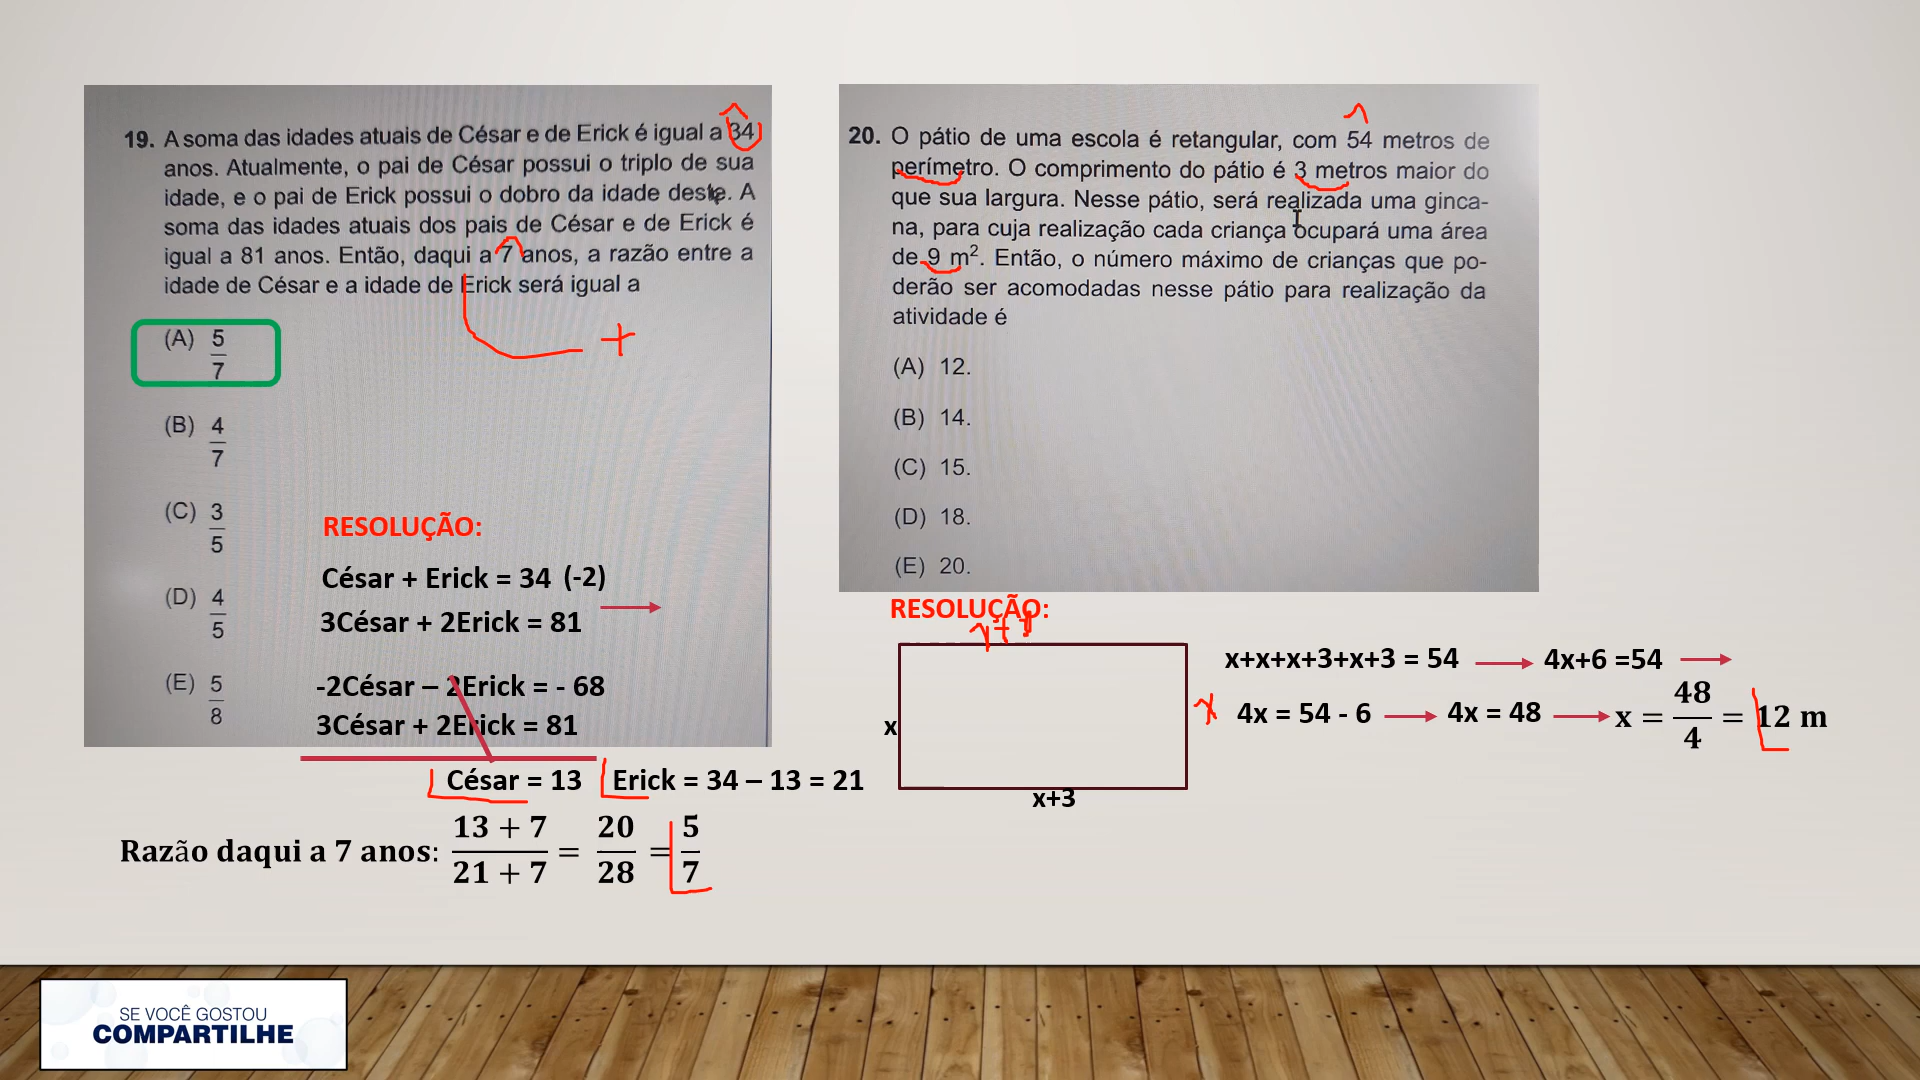 19. A soma das idades atuais de César e de Erick é igual a 34
anos. Atualmente, o pai de César possui o triplo de sua
idade, e o pai de Erick possui o dobro da idade deste. A
soma das idades atuais dos pais de César e de Erick é
igual a 81 anos. Então, daqui a 7 anos, a razão entre a
idade de César e a idade de Erick será igual a
+
(A) 5/7
(B) 4/7
(C) 3/5
(D) 4/5
(E) 5/8
RESOLUÇÃO:
César + Erick = 34 (-2)
3César + 2Erick = 81
-2César – 2Erick = - 68
3César + 2Erick = 81
César = 13 Erick = 34 – 13 = 21
Razão daqui a 7 anos: (13 + 7)/(21 + 7) = 20/28 = 5/7
20. O pátio de uma escola é retangular, com 54 metros de
perímetro. O comprimento do pátio é 3 metros maior do
que sua largura. Nesse pátio, será realizada uma ginca-
na, para cuja realização cada criança ocupará uma área
de 9 m². Então, o número máximo de crianças que po-
derão ser acomodadas nesse pátio para realização da
atividade é
(A) 12.
(B) 14.
(C) 15.
(D) 18.
(E) 20.
RESOLUÇÃO:
x
x
x+3
x+x+x+3+x+3 = 54 4x+6 =54
4x = 54 - 6 4x = 48 x = 48/4 = 12 m
SE VOCÊ GOSTOU
COMPARTILHE